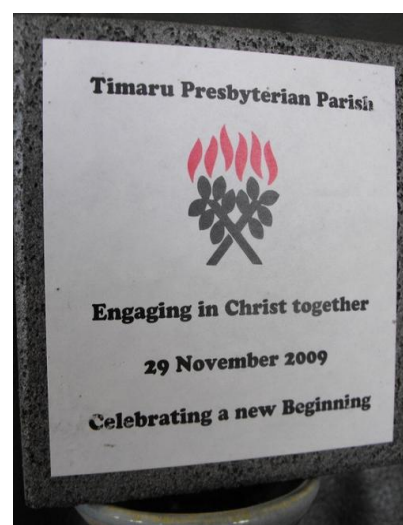 Timaru Presbyterian Parish
Engaging in Christ together
29 November 2009
Celebrating a new Beginning